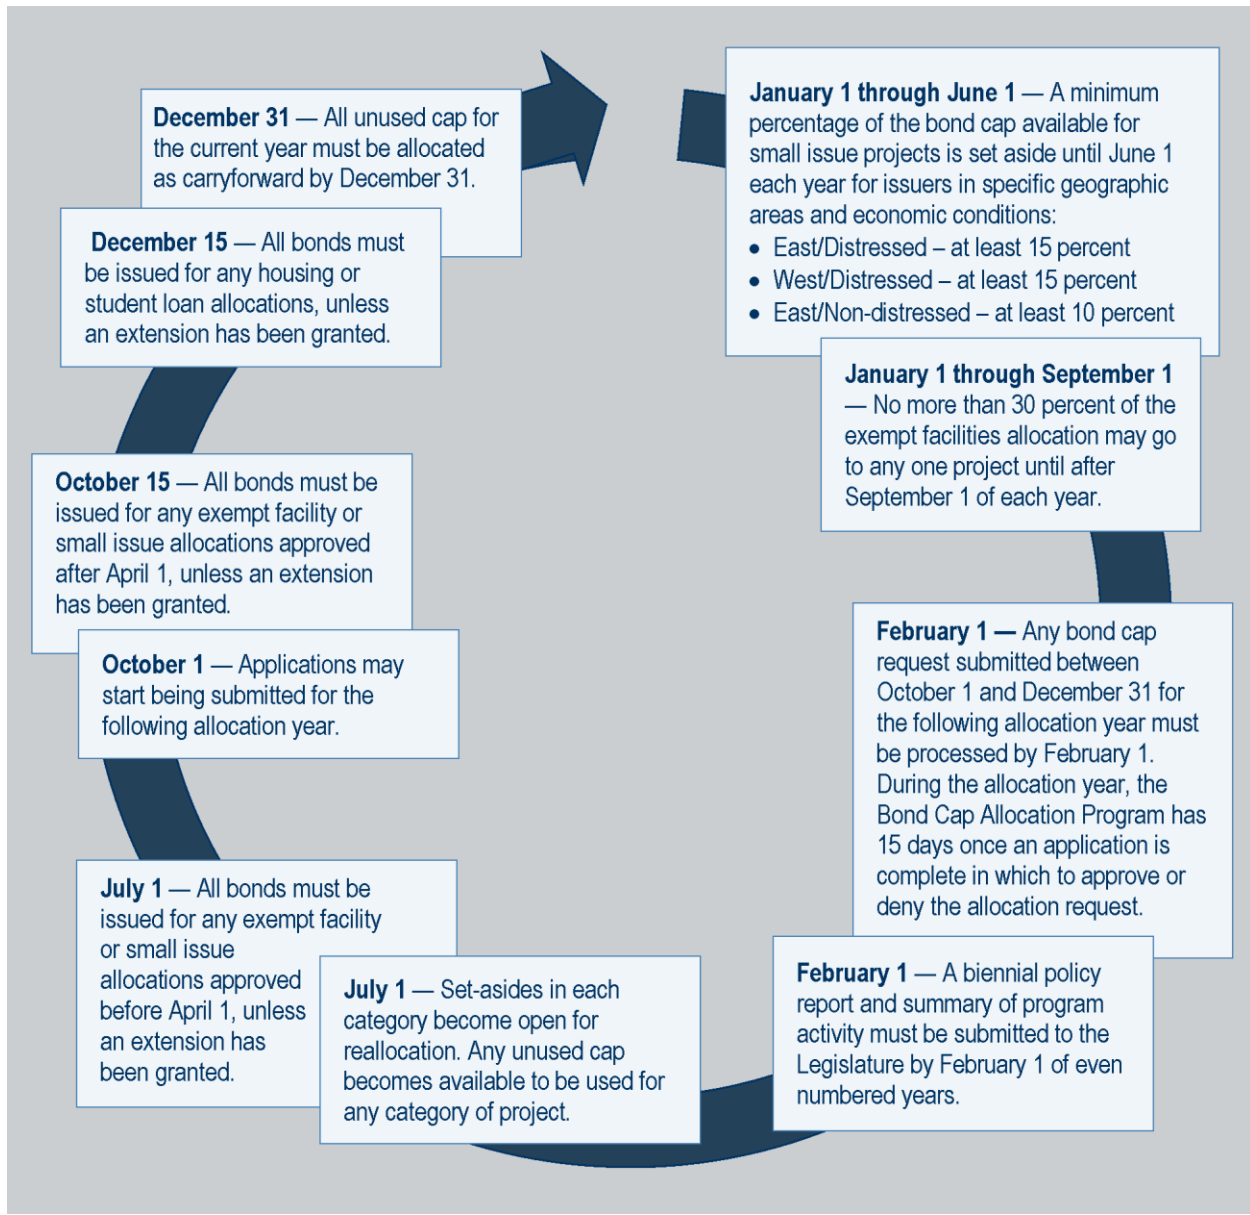 January 1 through June 1 — A minimum
percentage of the bond cap available for
small issue projects is set aside until June 1
each year for issuers in specific geographic
areas and economic conditions:
• East/Distressed – at least 15 percent
• West/Distressed – at least 15 percent
• East/Non-distressed – at least 10 percent
January 1 through September 1
— No more than 30 percent of the
exempt facilities allocation may go
to any one project until after
September 1 of each year.
February 1 — Any bond cap
request submitted between
October 1 and December 31 for
the following allocation year must
be processed by February 1.
During the allocation year, the
Bond Cap Allocation Program has
15 days once an application is
complete in which to approve or
deny the allocation request.
February 1 — A biennial policy
report and summary of program
activity must be submitted to the
Legislature by February 1 of even
numbered years.
July 1 — Set-asides in each
category become open for
reallocation. Any unused cap
becomes available to be used for
any category of project.
July 1 — All bonds must be
issued for any exempt facility
or small issue
allocations approved
before April 1, unless
an extension has
been granted.
October 1 — Applications may
start being submitted for the
following allocation year.
October 15 — All bonds must be
issued for any exempt facility or
small issue allocations approved
after April 1, unless an extension
has been granted.
December 15 — All bonds must
be issued for any housing or
student loan allocations, unless
an extension has been granted.
December 31 — All unused cap for
the current year must be allocated
as carryforward by December 31.